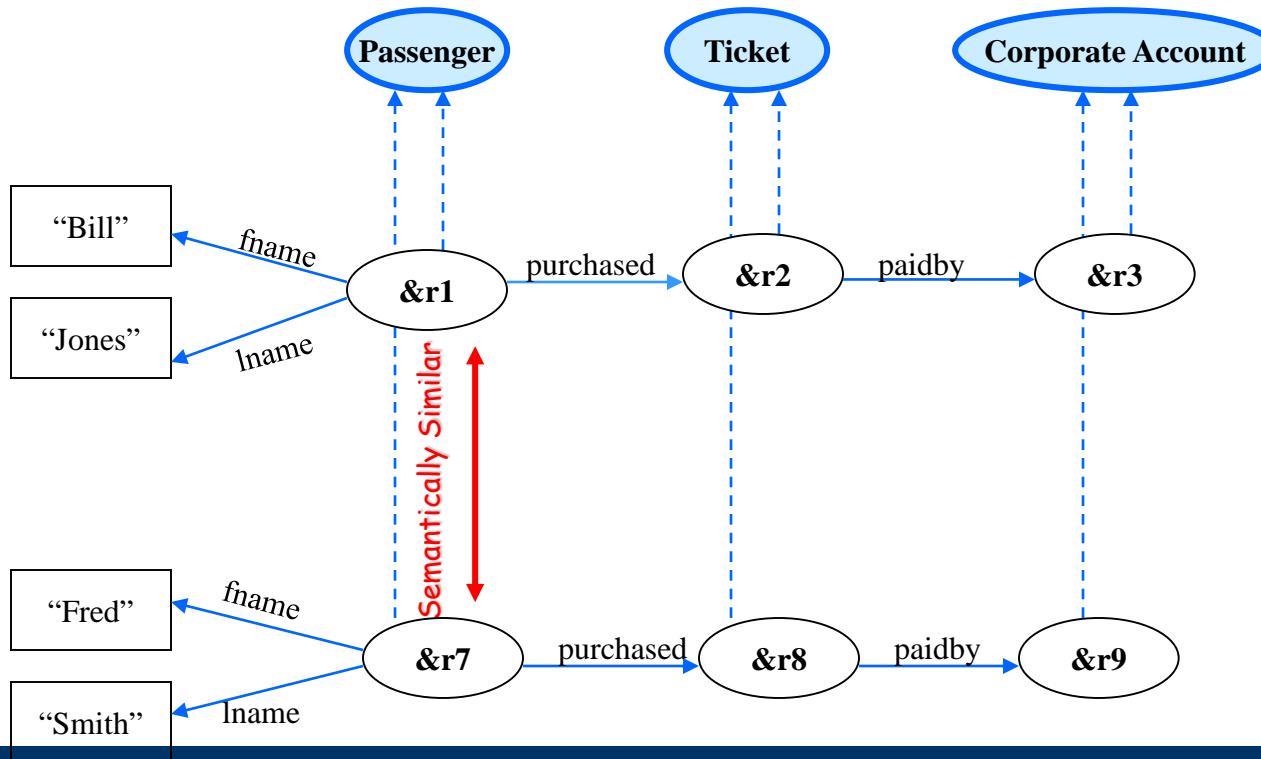 Passenger
Ticket
Corporate Account
“Bill”
fname
&r1
purchased
&r2
paidby
&r3
“Jones”
lname
Semantically Similar
“Fred”
fname
&r7
purchased
&r8
paidby
&r9
“Smith”
lname